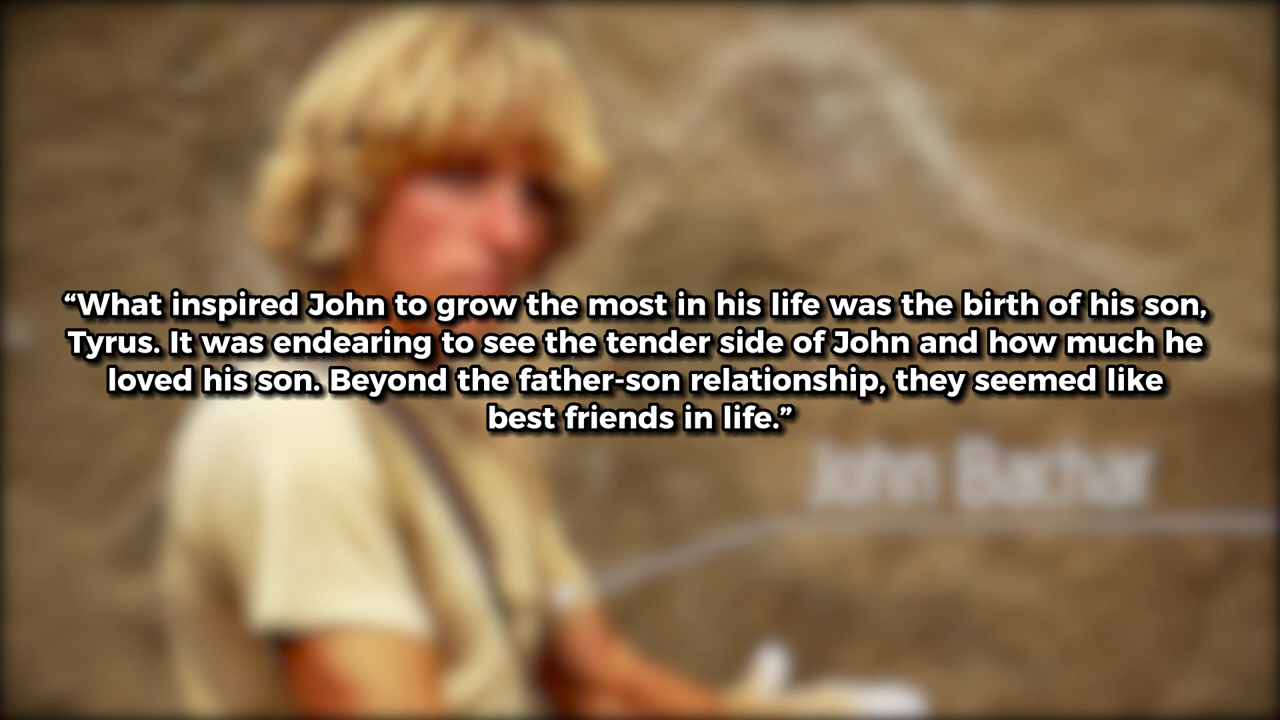 “What inspired John to grow the most in his life was the birth of his son,
Tyrus. It was endearing to see the tender side of John and how much he
loved his son. Beyond the father-son relationship, they seemed like
best friends in life.”
John Bachar